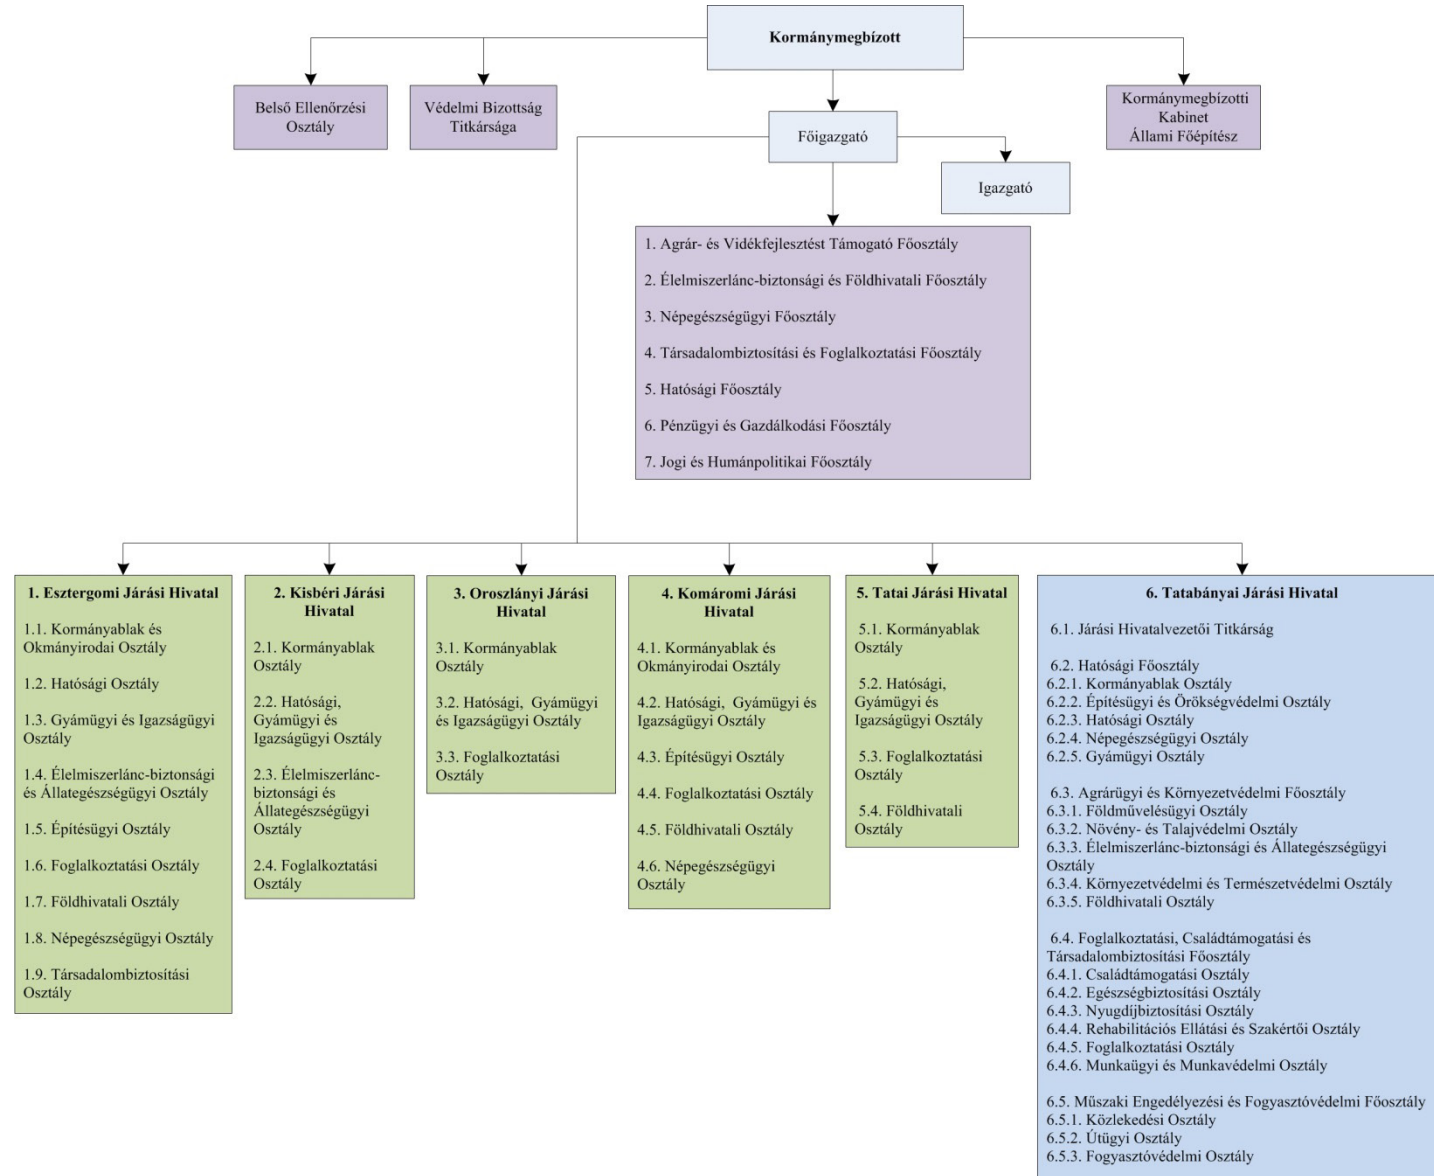 Kormánymegbízott
Belső Ellenőrzési
Osztály
Védelmi Bizottság
Titkársága
Kormánymegbízotti
Kabinet
Állami Főépítész
Főigazgató
Igazgató
1. Agrár- és Vidékfejlesztést Támogató Főosztály
2. Élelmiszerlánc-biztonsági és Földhivatali Főosztály
3. Népegészségügyi Főosztály
4. Társadalombiztosítási és Foglalkoztatási Főosztály
5. Hatósági Főosztály
6. Pénzügyi és Gazdálkodási Főosztály
7. Jogi és Humánpolitikai Főosztály
1. Esztergomi Járási Hivatal
1.1. Kormányablak és
Okmányirodai Osztály
1.2. Hatósági Osztály
1.3. Gyámügyi és Igazságügyi
Osztály
1.4. Élelmiszerlánc-biztonsági
és Állategészségügyi Osztály
1.5. Építésügyi Osztály
1.6. Foglalkoztatási Osztály
1.7. Földhivatali Osztály
1.8. Népegészségügyi Osztály
1.9. Társadalombiztosítási
Osztály
2. Kisbéri Járási
Hivatal
2.1. Kormányablak
Osztály
2.2. Hatósági,
Gyámügyi és
Igazságügyi Osztály
2.3. Élelmiszerlánc-
biztonsági és
Állategészségügyi
Osztály
2.4. Foglalkoztatási
Osztály
3. Oroszlányi Járási
Hivatal
3.1. Kormányablak
Osztály
3.2. Hatósági, Gyámügyi
és Igazságügyi Osztály
3.3. Foglalkoztatási
Osztály
4. Komáromi Járási
Hivatal
4.1. Kormányablak és
Okmányirodai Osztály
4.2. Hatósági, Gyámügyi és
Igazságügyi Osztály
4.3. Építésügyi Osztály
4.4. Foglalkoztatási Osztály
4.5. Földhivatali Osztály
4.6. Népegészségügyi
Osztály
5. Tatai Járási Hivatal
5.1. Kormányablak
Osztály
5.2. Hatósági,
Gyámügyi és
Igazságügyi Osztály
5.3. Foglalkoztatási
Osztály
5.4. Földhivatali
Osztály
6. Tatabányai Járási Hivatal
6.1. Járási Hivatalvezetői Titkárság
6.2. Hatósági Főosztály
6.2.1. Kormányablak Osztály
6.2.2. Építésügyi és Örökségvédelmi Osztály
6.2.3. Hatósági Osztály
6.2.4. Népegészségügyi Osztály
6.2.5. Gyámügyi Osztály
6.3. Agrárügyi és Környezetvédelmi Főosztály
6.3.1. Földművelésügyi Osztály
6.3.2. Növény- és Talajvédelmi Osztály
6.3.3. Élelmiszerlánc-biztonsági és Állategészségügyi
Osztály
6.3.4. Környezetvédelmi és Természetvédelmi Osztály
6.3.5. Földhivatali Osztály
6.4. Foglalkoztatási, Családtámogatási és
Társadalombiztosítási Főosztály
6.4.1. Családtámogatási Osztály
6.4.2. Egészségbiztosítási Osztály
6.4.3. Nyugdíjbiztosítási Osztály
6.4.4. Rehabilitációs Ellátási és Szakértői Osztály
6.4.5. Foglalkoztatási Osztály
6.4.6. Munkaügyi és Munkavédelmi Osztály
6.5. Műszaki Engedélyezési és Fogyasztóvédelmi Főosztály
6.5.1. Közlekedési Osztály
6.5.2. Útügyi Osztály
6.5.3. Fogyasztóvédelmi Osztály